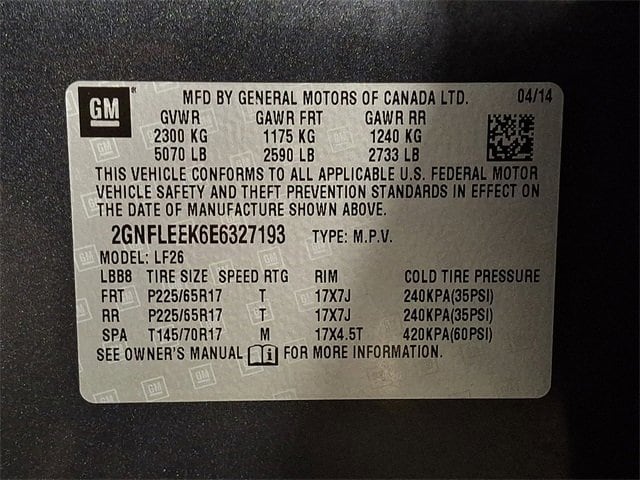 GM
MFD BY GENERAL MOTORS OF CANADA LTD. 04/14
GVWR GAWR FRT GAWR RR
2300 KG 1175 KG 1240 KG
5070 LB 2590 LB 2733 LB
THIS VEHICLE CONFORMS TO ALL APPLICABLE U.S. FEDERAL MOTOR
VEHICLE SAFETY AND THEFT PREVENTION STANDARDS IN EFFECT ON
THE DATE OF MANUFACTURE SHOWN ABOVE.
2GNFLEEK6E6327193 TYPE: M.P.V.
MODEL: LF26
LBB8 TIRE SIZE SPEED RTG RIM COLD TIRE PRESSURE
FRT P225/65R17 T 17X7J 240KPA(35PSI)
RR P225/65R17 T 17X7J 240KPA(35PSI)
SPA T145/70R17 M 17X4.5T 420KPA(60PSI)
SEE OWNER'S MANUAL FOR MORE INFORMATION.